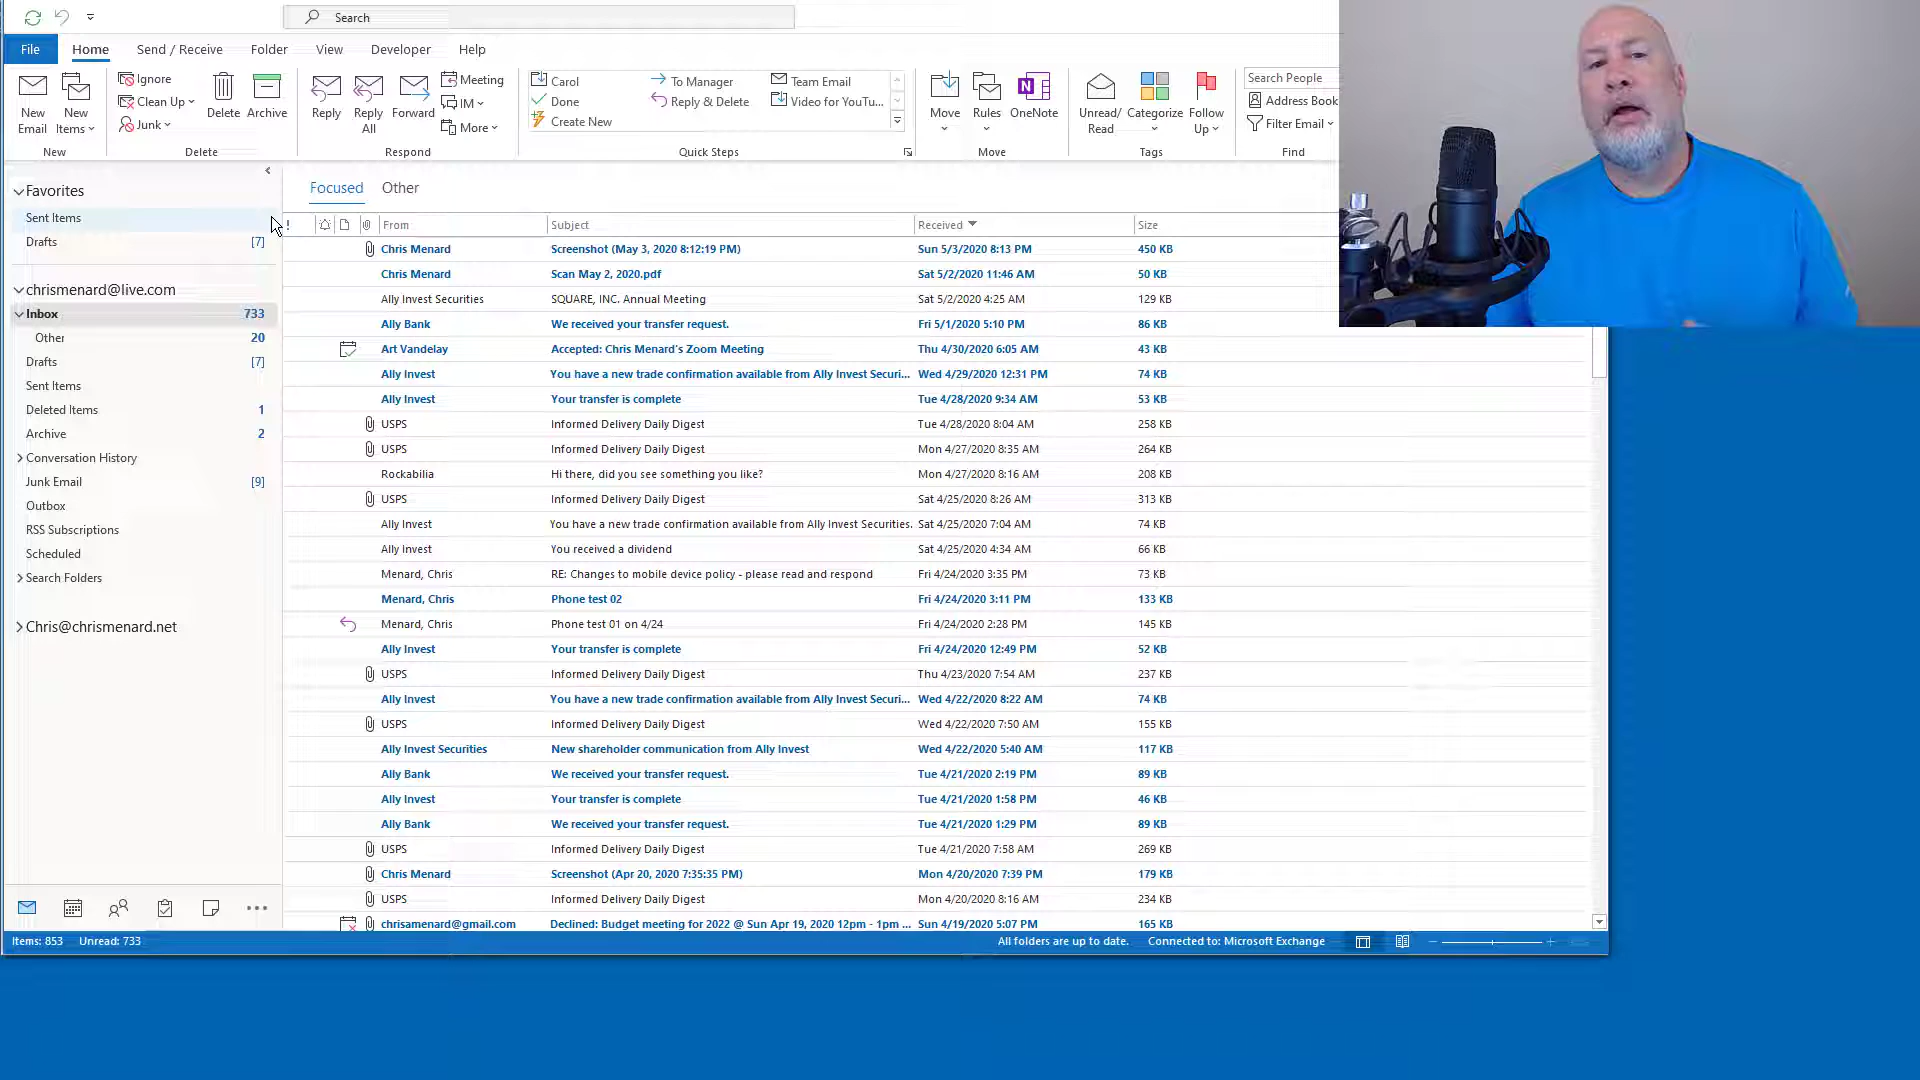 Search
File Home Send / Receive Folder View Developer Help
New Email
New Items
New
Ignore
Clean Up
Junk
Delete
Archive
Delete
Reply
Reply All
Forward
Meeting
IM
More
Respond
Carol
To Manager
Team Email
Done
Reply & Delete
Video for YouTu...
Create New
Quick Steps
Move
Rules
OneNote
Move
Unread/ Read
Categorize
Follow Up
Tags
Search People
Address Book
Filter Email
Find
Favorites
Sent Items
Drafts [7]
chrismenard@live.com
Inbox 733
Other 20
Drafts [7]
Sent Items
Deleted Items 1
Archive 2
Conversation History
Junk Email [9]
Outbox
RSS Subscriptions
Scheduled
Search Folders
Chris@chrismenard.net
Focused Other
! From Subject Received Size
Chris Menard Screenshot (May 3, 2020 8:12:19 PM) Sun 5/3/2020 8:13 PM 450 KB
Chris Menard Scan May 2, 2020.pdf Sat 5/2/2020 11:46 AM 50 KB
Ally Invest Securities SQUARE, INC. Annual Meeting Sat 5/2/2020 4:25 AM 129 KB
Ally Bank We received your transfer request. Fri 5/1/2020 5:10 PM 86 KB
Art Vandelay Accepted: Chris Menard's Zoom Meeting Thu 4/30/2020 6:05 AM 43 KB
Ally Invest You have a new trade confirmation available from Ally Invest Securi... Wed 4/29/2020 12:31 PM 74 KB
Ally Invest Your transfer is complete Tue 4/28/2020 9:34 AM 53 KB
USPS Informed Delivery Daily Digest Tue 4/28/2020 8:04 AM 258 KB
USPS Informed Delivery Daily Digest Mon 4/27/2020 8:35 AM 264 KB
Rockabilia Hi there, did you see something you like? Mon 4/27/2020 8:16 AM 208 KB
USPS Informed Delivery Daily Digest Sat 4/25/2020 8:26 AM 313 KB
Ally Invest You have a new trade confirmation available from Ally Invest Securities. Sat 4/25/2020 7:04 AM 74 KB
Ally Invest You received a dividend Sat 4/25/2020 4:34 AM 66 KB
Menard, Chris RE: Changes to mobile device policy - please read and respond Fri 4/24/2020 3:35 PM 73 KB
Menard, Chris Phone test 02 Fri 4/24/2020 3:11 PM 133 KB
Menard, Chris Phone test 01 on 4/24 Fri 4/24/2020 2:28 PM 145 KB
Ally Invest Your transfer is complete Fri 4/24/2020 12:49 PM 52 KB
USPS Informed Delivery Daily Digest Thu 4/23/2020 7:54 AM 237 KB
Ally Invest You have a new trade confirmation available from Ally Invest Securi... Wed 4/22/2020 8:22 AM 74 KB
USPS Informed Delivery Daily Digest Wed 4/22/2020 7:50 AM 155 KB
Ally Invest Securities New shareholder communication from Ally Invest Wed 4/22/2020 5:40 AM 117 KB
Ally Bank We received your transfer request. Tue 4/21/2020 2:19 PM 89 KB
Ally Invest Your transfer is complete Tue 4/21/2020 1:58 PM 46 KB
Ally Bank We received your transfer request. Tue 4/21/2020 1:29 PM 89 KB
USPS Informed Delivery Daily Digest Tue 4/21/2020 7:58 AM 269 KB
Chris Menard Screenshot (Apr 20, 2020 7:35:35 PM) Mon 4/20/2020 7:39 PM 179 KB
USPS Informed Delivery Daily Digest Mon 4/20/2020 8:16 AM 234 KB
chrisamenard@gmail.com Declined: Budget meeting for 2022 @ Sun Apr 19, 2020 12pm - 1pm ... Sun 4/19/2020 5:07 PM 165 KB
Items: 853 Unread: 733 All folders are up to date. Connected to: Microsoft Exchange